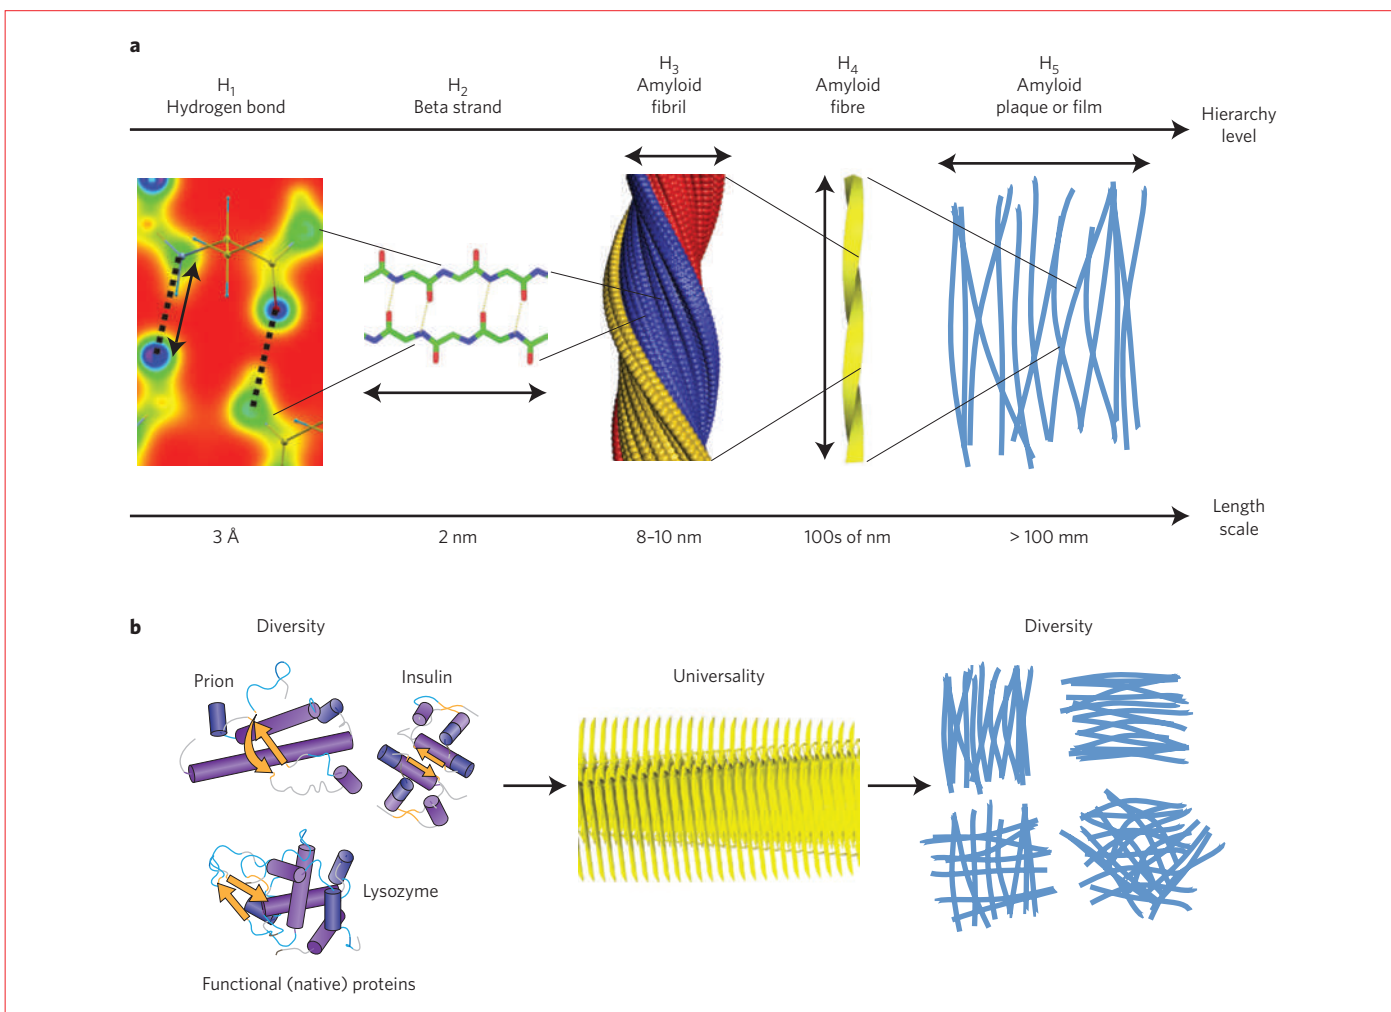 a
H1
Hydrogen bond
H2
Beta strand
H3
Amyloid
fibril
H4
Amyloid
fibre
H5
Amyloid
plaque or film
Hierarchy
level
Length
scale
3 Å
2 nm
8–10 nm
100s of nm
> 100 mm
b
Diversity
Universality
Diversity
Prion
Insulin
Lysozyme
Functional (native) proteins